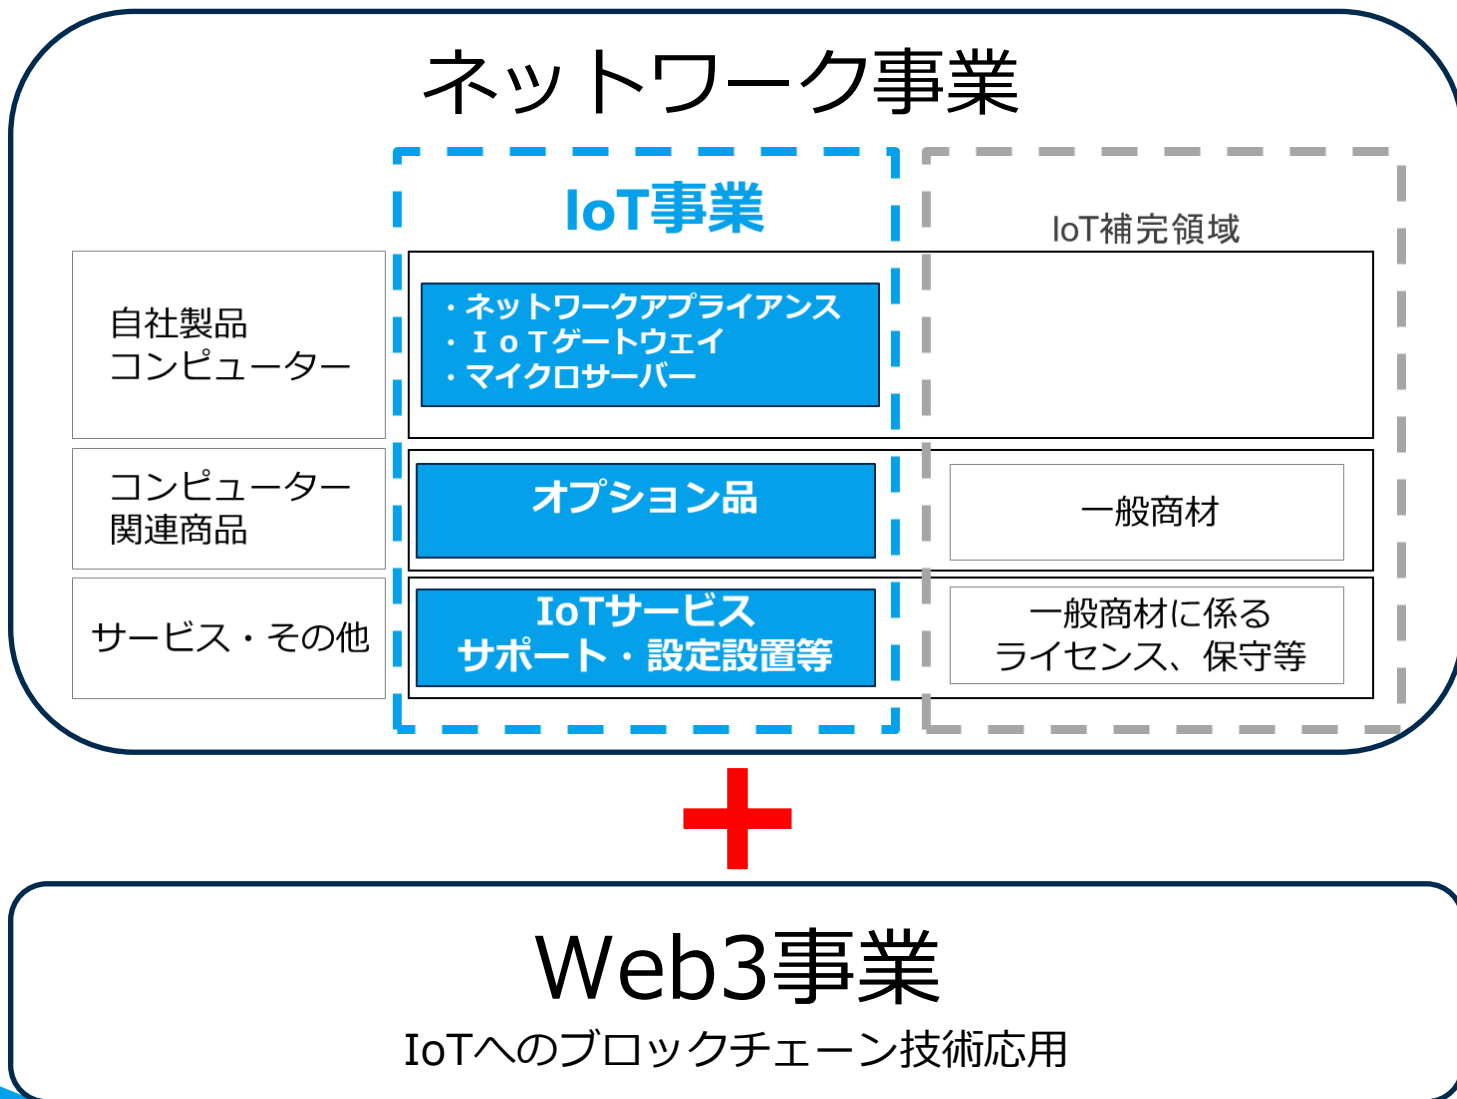 ネットワーク事業
IoT事業
IoT補完領域
自社製品
コンピューター
・ネットワークアプライアンス
・ＩｏＴゲートウェイ
・マイクロサーバー
コンピューター
関連商品
オプション品
一般商材
サービス・その他
IoTサービス
サポート・設定設置等
一般商材に係る
ライセンス、保守等
Web3事業
IoTへのブロックチェーン技術応用